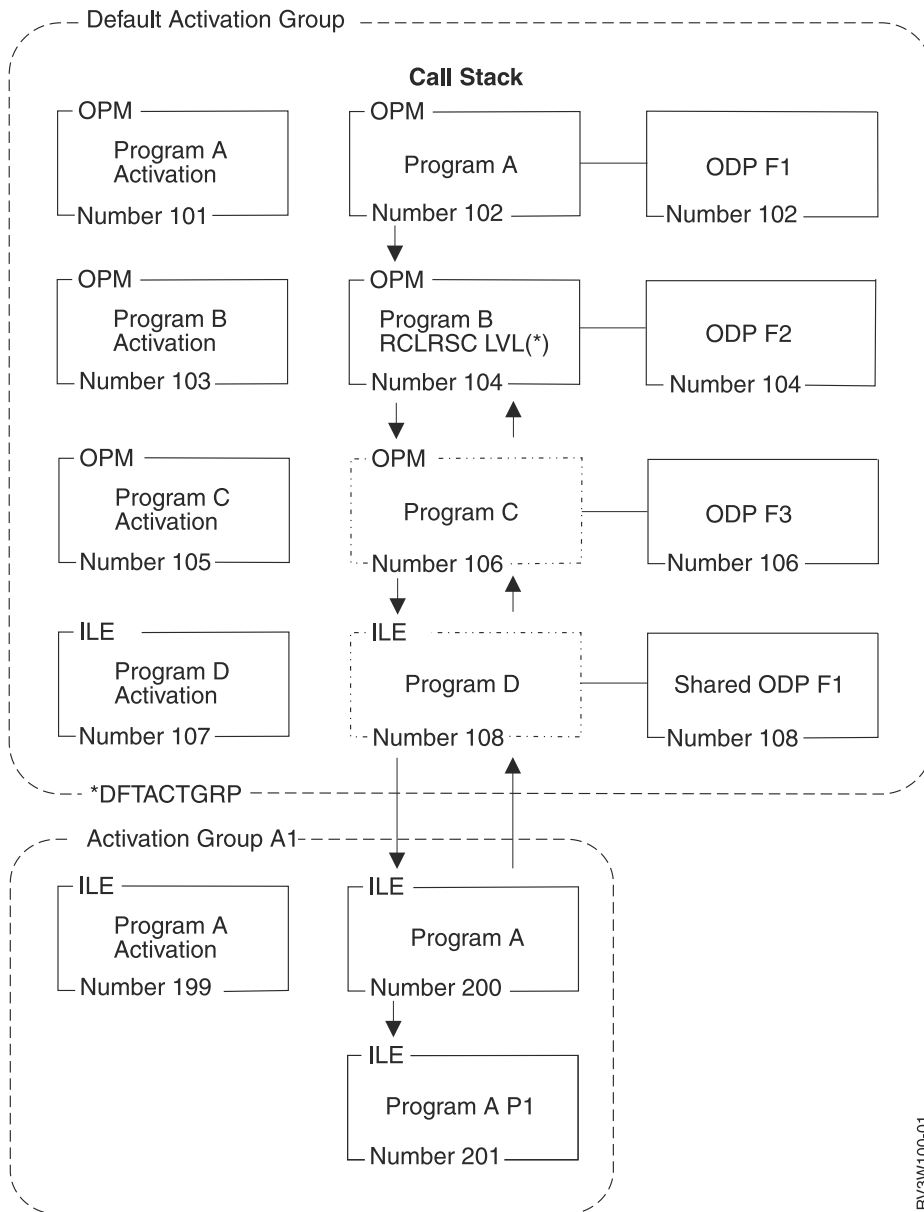 Default Activation Group
Call Stack
OPM
Program A
Activation
Number 101
OPM
Program A
Number 102
ODP F1
Number 102
OPM
Program B
Activation
Number 103
OPM
Program B
RCLRSC LVL(*)
Number 104
ODP F2
Number 104
OPM
Program C
Activation
Number 105
OPM
Program C
Number 106
ODP F3
Number 106
ILE
Program D
Activation
Number 107
ILE
Program D
Number 108
Shared ODP F1
Number 108
*DFTACTGRP
Activation Group A1
ILE
Program A
Activation
Number 199
ILE
Program A
Number 200
ILE
Program A P1
Number 201
RV3W100-01